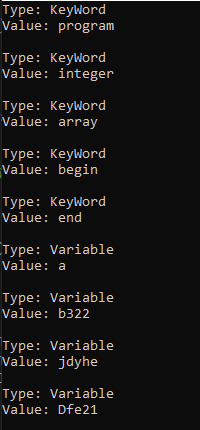 Type: KeyWord
Value: program
Type: KeyWord
Value: integer
Type: KeyWord
Value: array
Type: KeyWord
Value: begin
Type: KeyWord
Value: end
Type: Variable
Value: a
Type: Variable
Value: b322
Type: Variable
Value: jdyhe
Type: Variable
Value: Dfe21